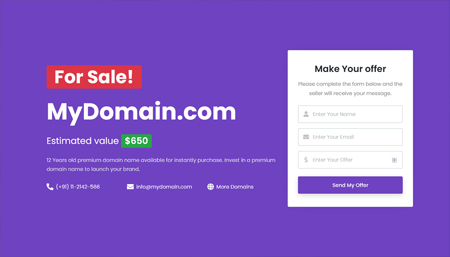 For Sale!
MyDomain.com
Estimated value $650
12 Years old premium domain name available for instantly purchase. Invest in a premium
domain name to launch your brand.
(+91) 11-2142-566
info@mydomain.com
More Domains
Make Your offer
Please complete the form below and the
seller will receive your message.
Enter Your Name
Enter Your Email
$ Enter Your Offer
Send My Offer